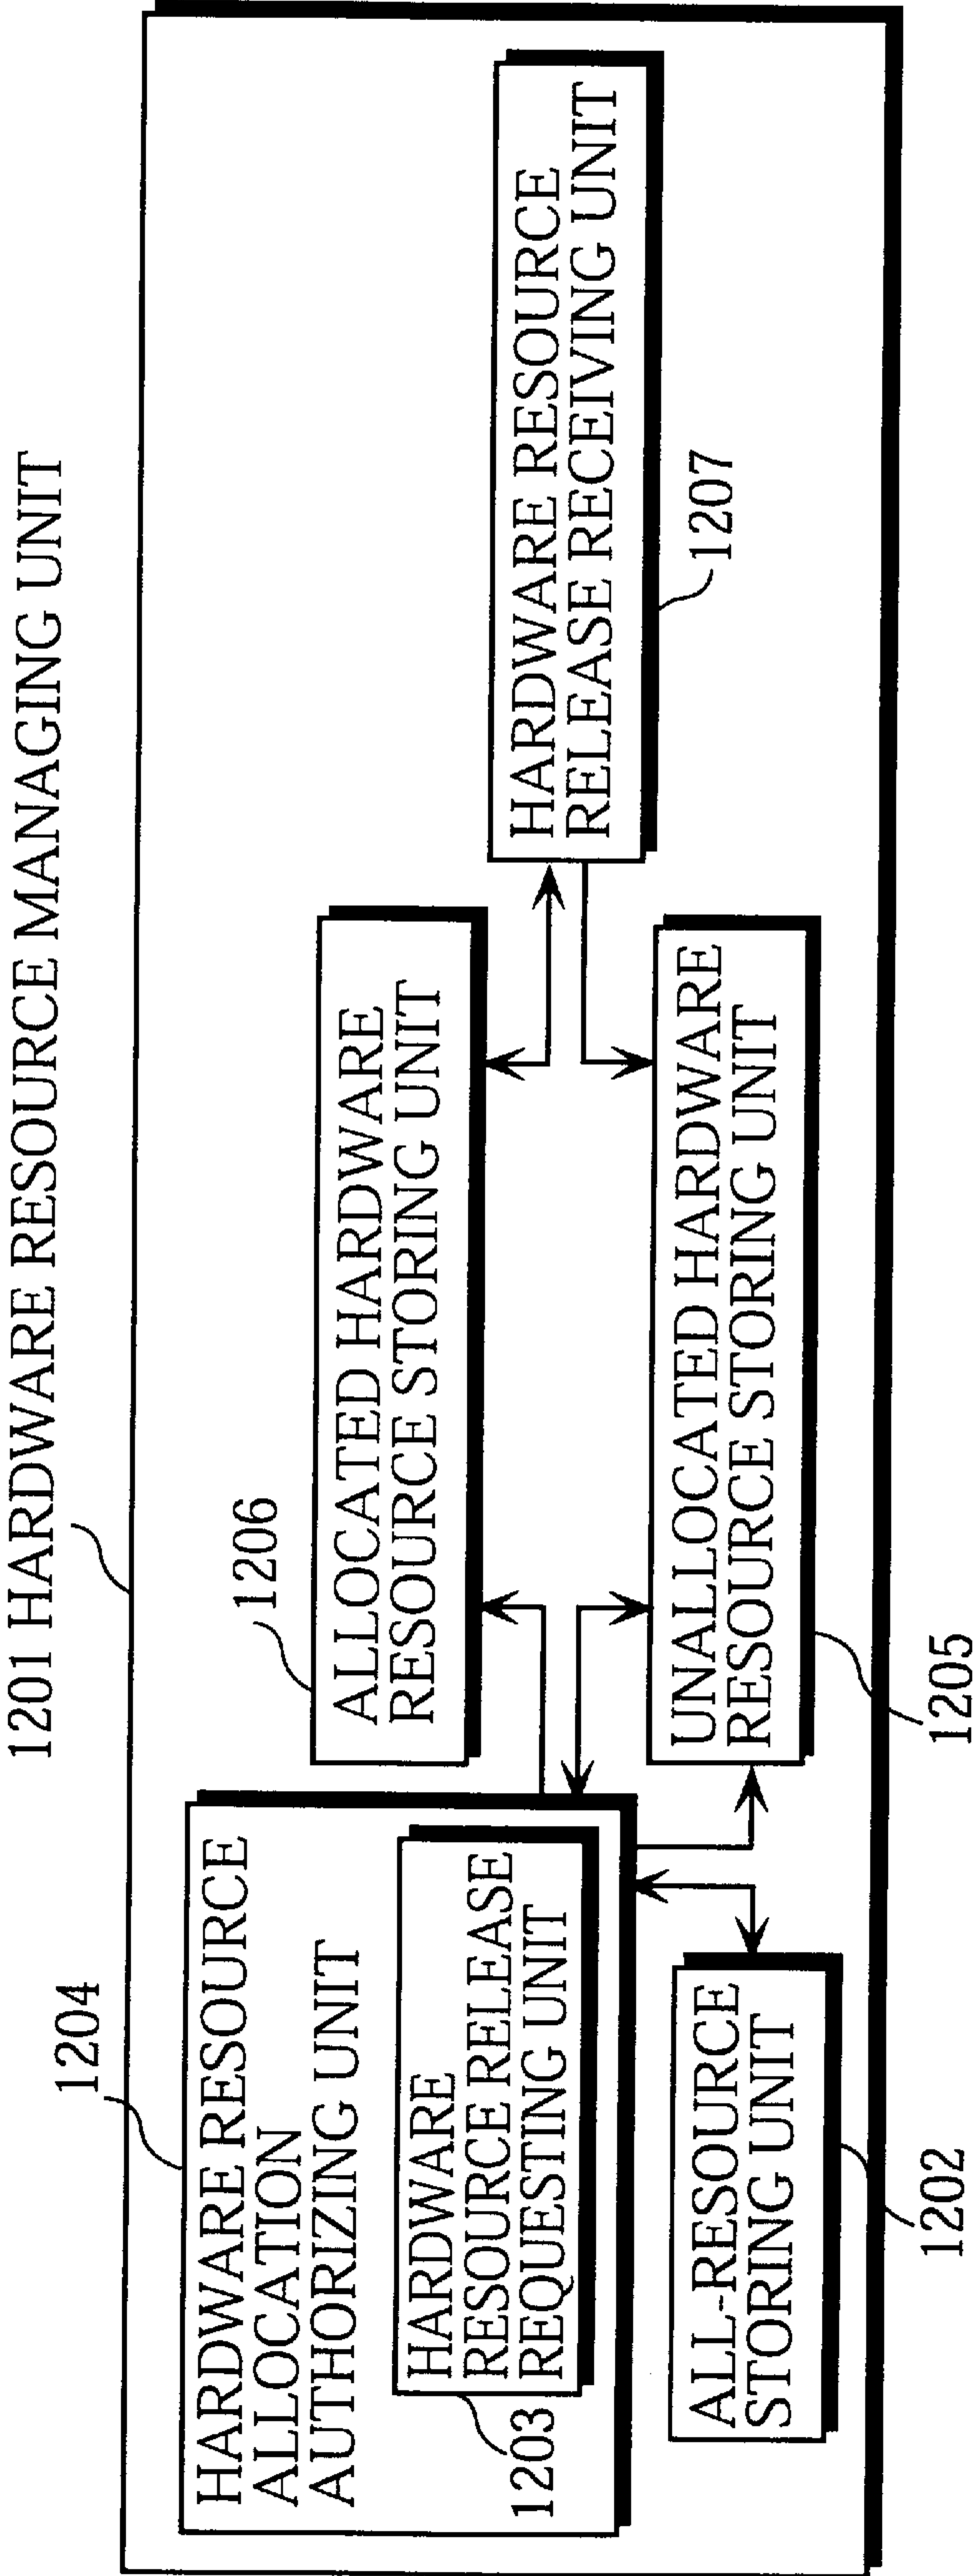 1201 HARDWARE RESOURCE MANAGING UNIT
1204
HARDWARE RESOURCE
ALLOCATION
AUTHORIZING UNIT
1203
HARDWARE
RESOURCE RELEASE
REQUESTING UNIT
ALL-RESOURCE
STORING UNIT
1202
1206
ALLOCATED HARDWARE
RESOURCE STORING UNIT
UNALLOCATED HARDWARE
RESOURCE STORING UNIT
1205
HARDWARE RESOURCE
RELEASE RECEIVING UNIT
1207